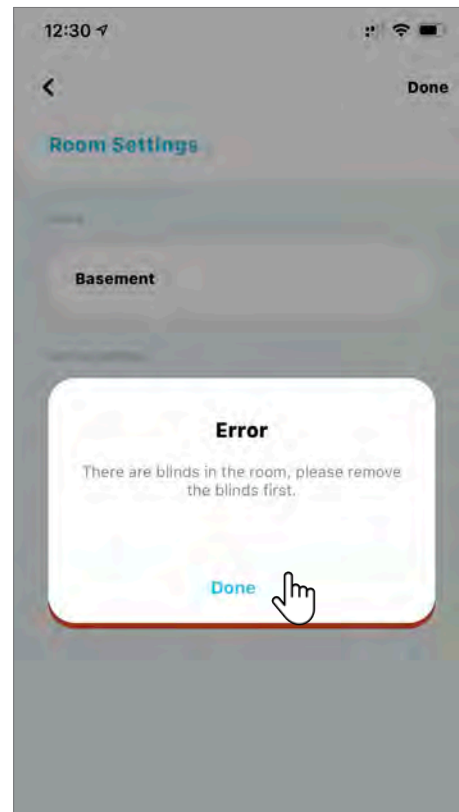 12:30
Done
Room Settings
Basement
Error
There are blinds in the room, please remove
the blinds first.
Done